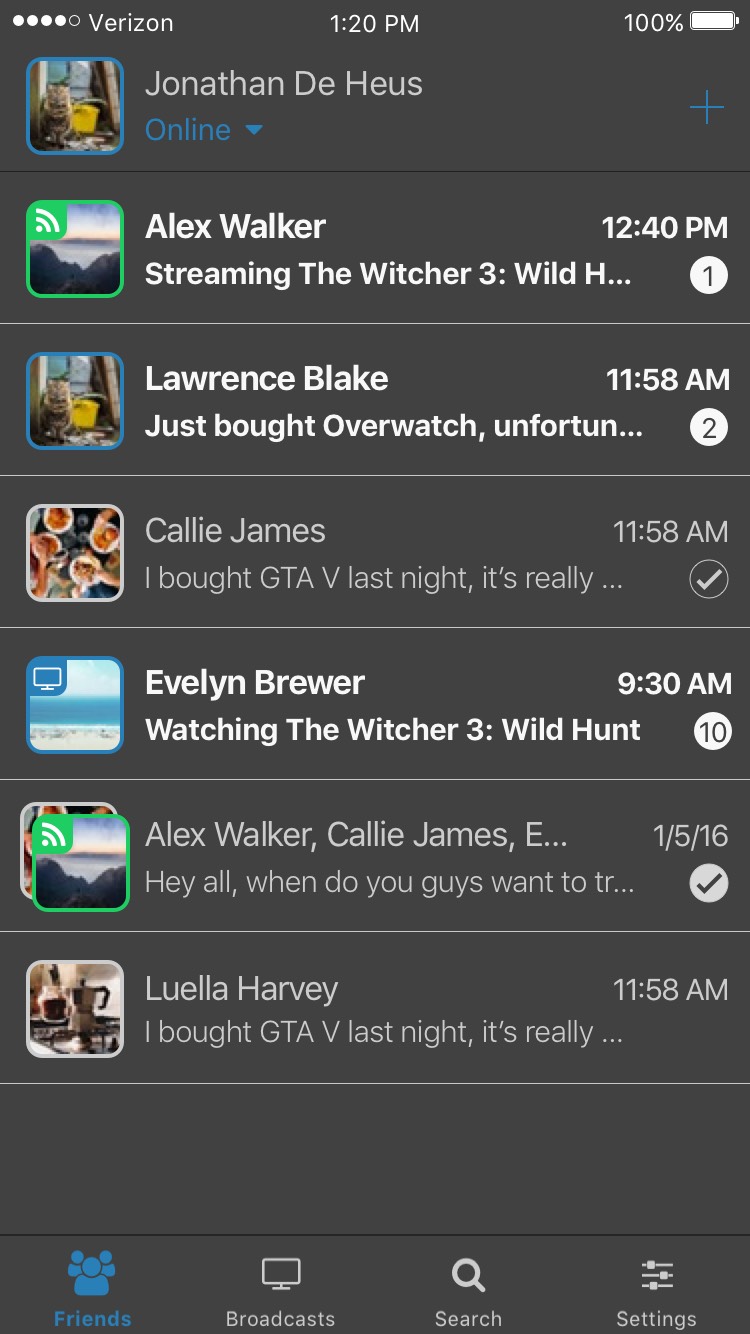 Verizon 1:20 PM 100%
Jonathan De Heus
Online
Alex Walker 12:40 PM
Streaming The Witcher 3: Wild H... 1
Lawrence Blake 11:58 AM
Just bought Overwatch, unfortun... 2
Callie James 11:58 AM
I bought GTA V last night, it’s really ...
Evelyn Brewer 9:30 AM
Watching The Witcher 3: Wild Hunt 10
Alex Walker, Callie James, E... 1/5/16
Hey all, when do you guys want to tr...
Luella Harvey 11:58 AM
I bought GTA V last night, it’s really ...
Friends Broadcasts Search Settings